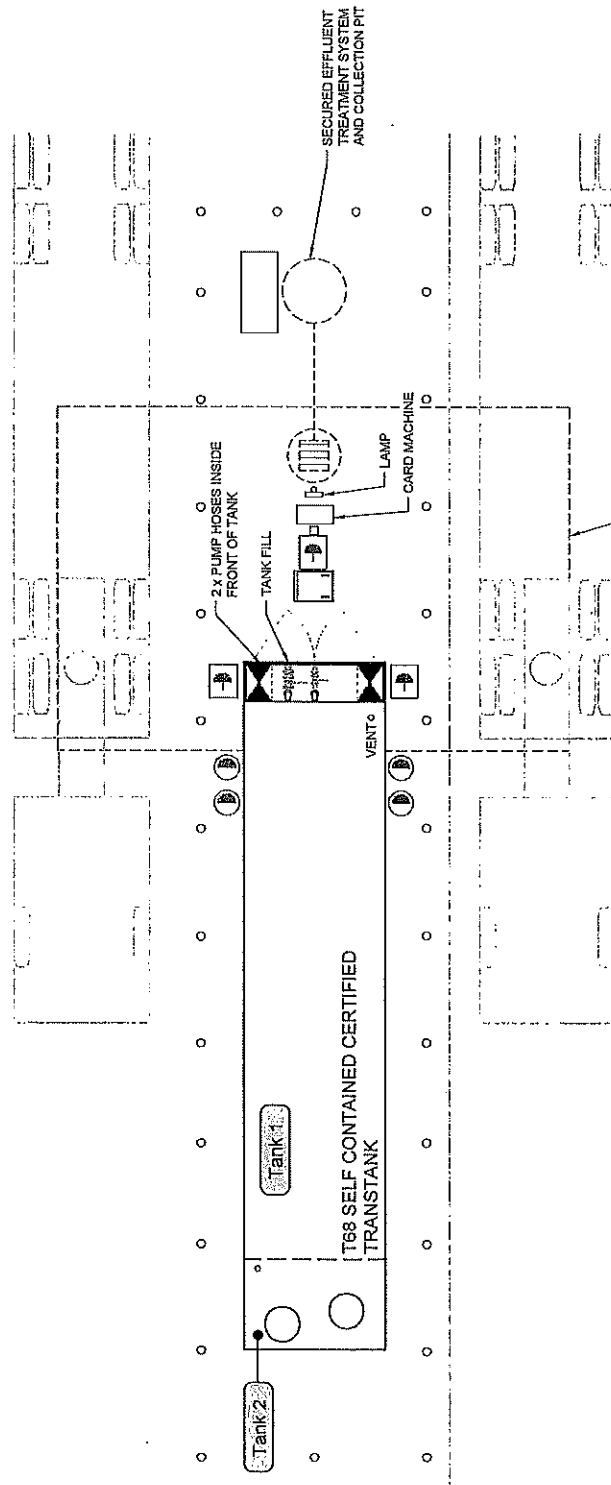 SECURED EFFLUENT
TREATMENT SYSTEM
AND COLLECTION PIT
2 x PUMP HOSES INSIDE
FRONT OF TANK
TANK FILL
LAMP
CARD MACHINE
VENT
Tank 1
T68 SELF CONTAINED CERTIFIED
TRANSTANK
Tank 2